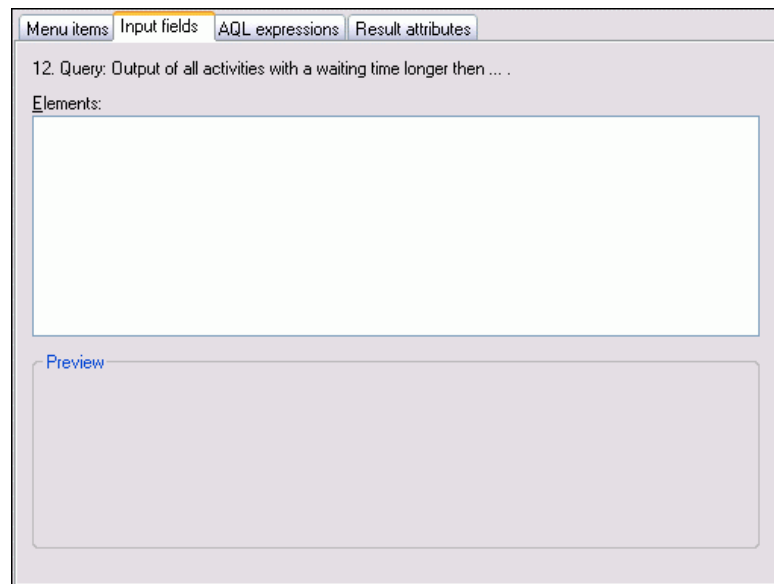 Menu items Input fields AQL expressions Result attributes
12. Query: Output of all activities with a waiting time longer then ... .
Elements:
Preview